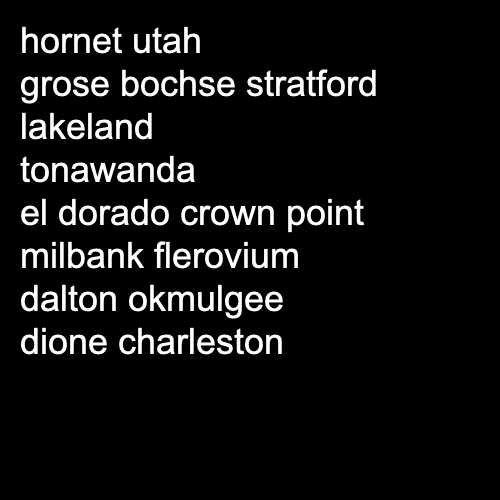 hornet utah
grose bochse stratford
lakeland
tonawanda
el dorado crown point
milbank flerovium
dalton okmulgee
dione charleston